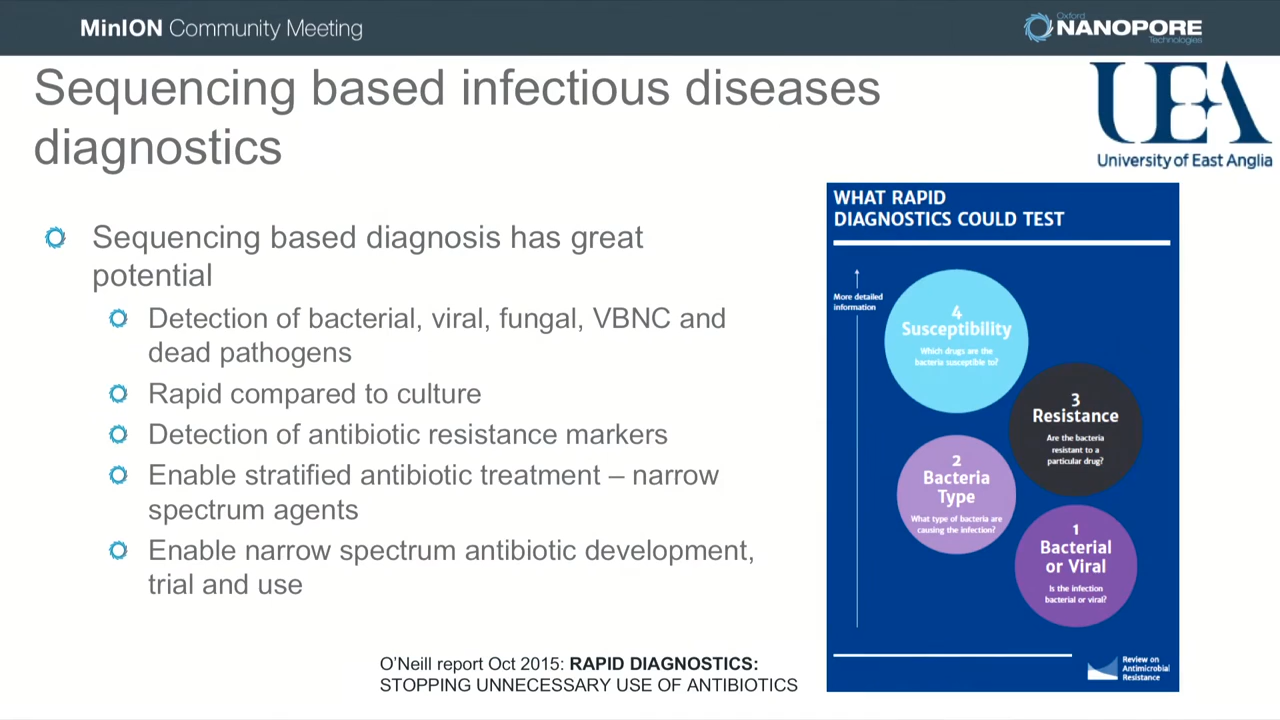 MinION Community Meeting
Oxford
NANOPORE
Technologies
Sequencing based infectious diseases
diagnostics
UEA
University of East Anglia
Sequencing based diagnosis has great
potential
Detection of bacterial, viral, fungal, VBNC and
dead pathogens
Rapid compared to culture
Detection of antibiotic resistance markers
Enable stratified antibiotic treatment – narrow
spectrum agents
Enable narrow spectrum antibiotic development,
trial and use
O’Neill report Oct 2015: RAPID DIAGNOSTICS:
STOPPING UNNECESSARY USE OF ANTIBIOTICS
WHAT RAPID
DIAGNOSTICS COULD TEST
More detailed
information
4
Susceptibility
Which drugs are the
bacteria susceptible to?
3
Resistance
Are the bacteria
resistant to a
particular drug?
2
Bacteria
Type
What type of bacteria are
causing the infection?
1
Bacterial
or Viral
Is the infection
bacterial or viral?
Review on
Antimicrobial
Resistance